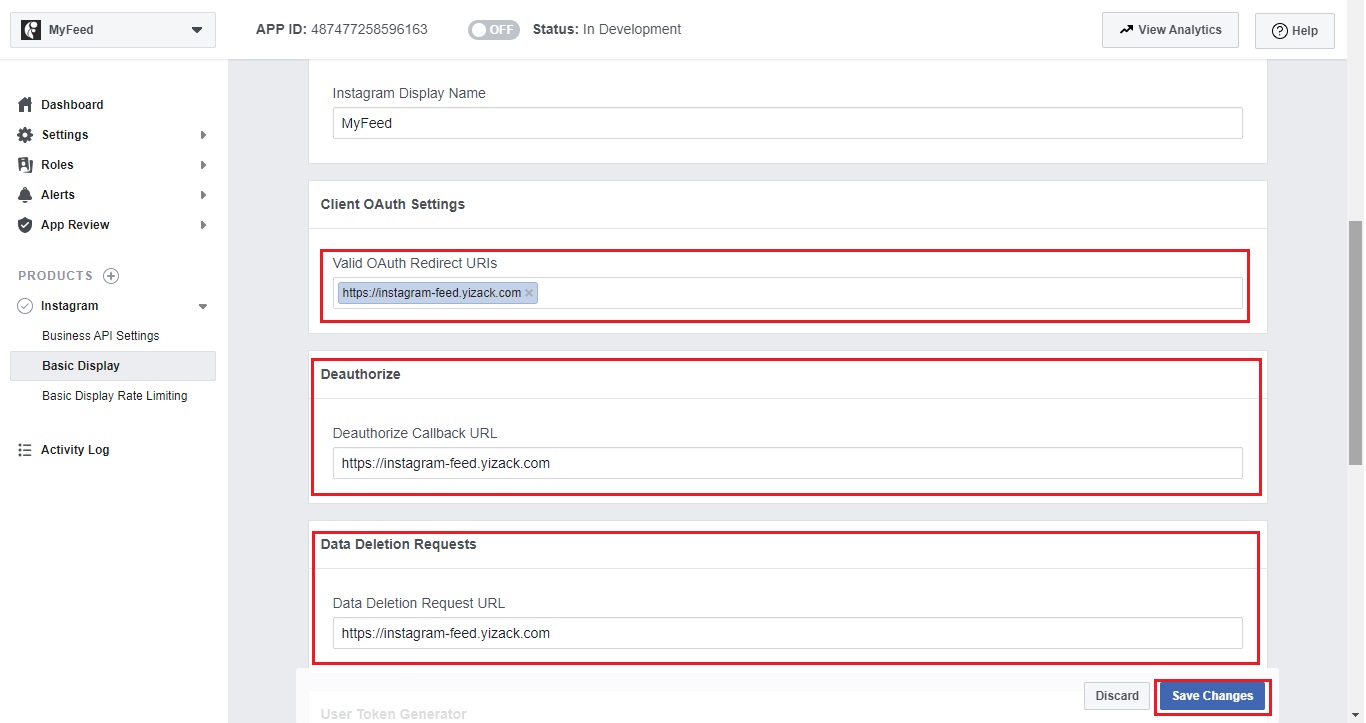 MyFeed
APP ID: 487477258596163
OFF
Status: In Development
View Analytics
Help
Dashboard
Settings
Roles
Alerts
App Review
PRODUCTS
Instagram
Business API Settings
Basic Display
Basic Display Rate Limiting
Activity Log
Instagram Display Name
MyFeed
Client OAuth Settings
Valid OAuth Redirect URIs
https://instagram-feed.yizack.com ×
Deauthorize
Deauthorize Callback URL
https://instagram-feed.yizack.com
Data Deletion Requests
Data Deletion Request URL
https://instagram-feed.yizack.com
Discard
Save Changes
User Token Generator